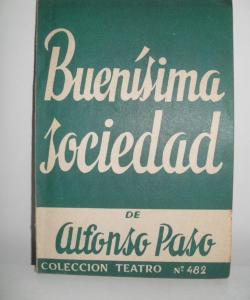 Buenísima
sociedad
DE
Alfonso Paso
COLECCION TEATRO Nº 482